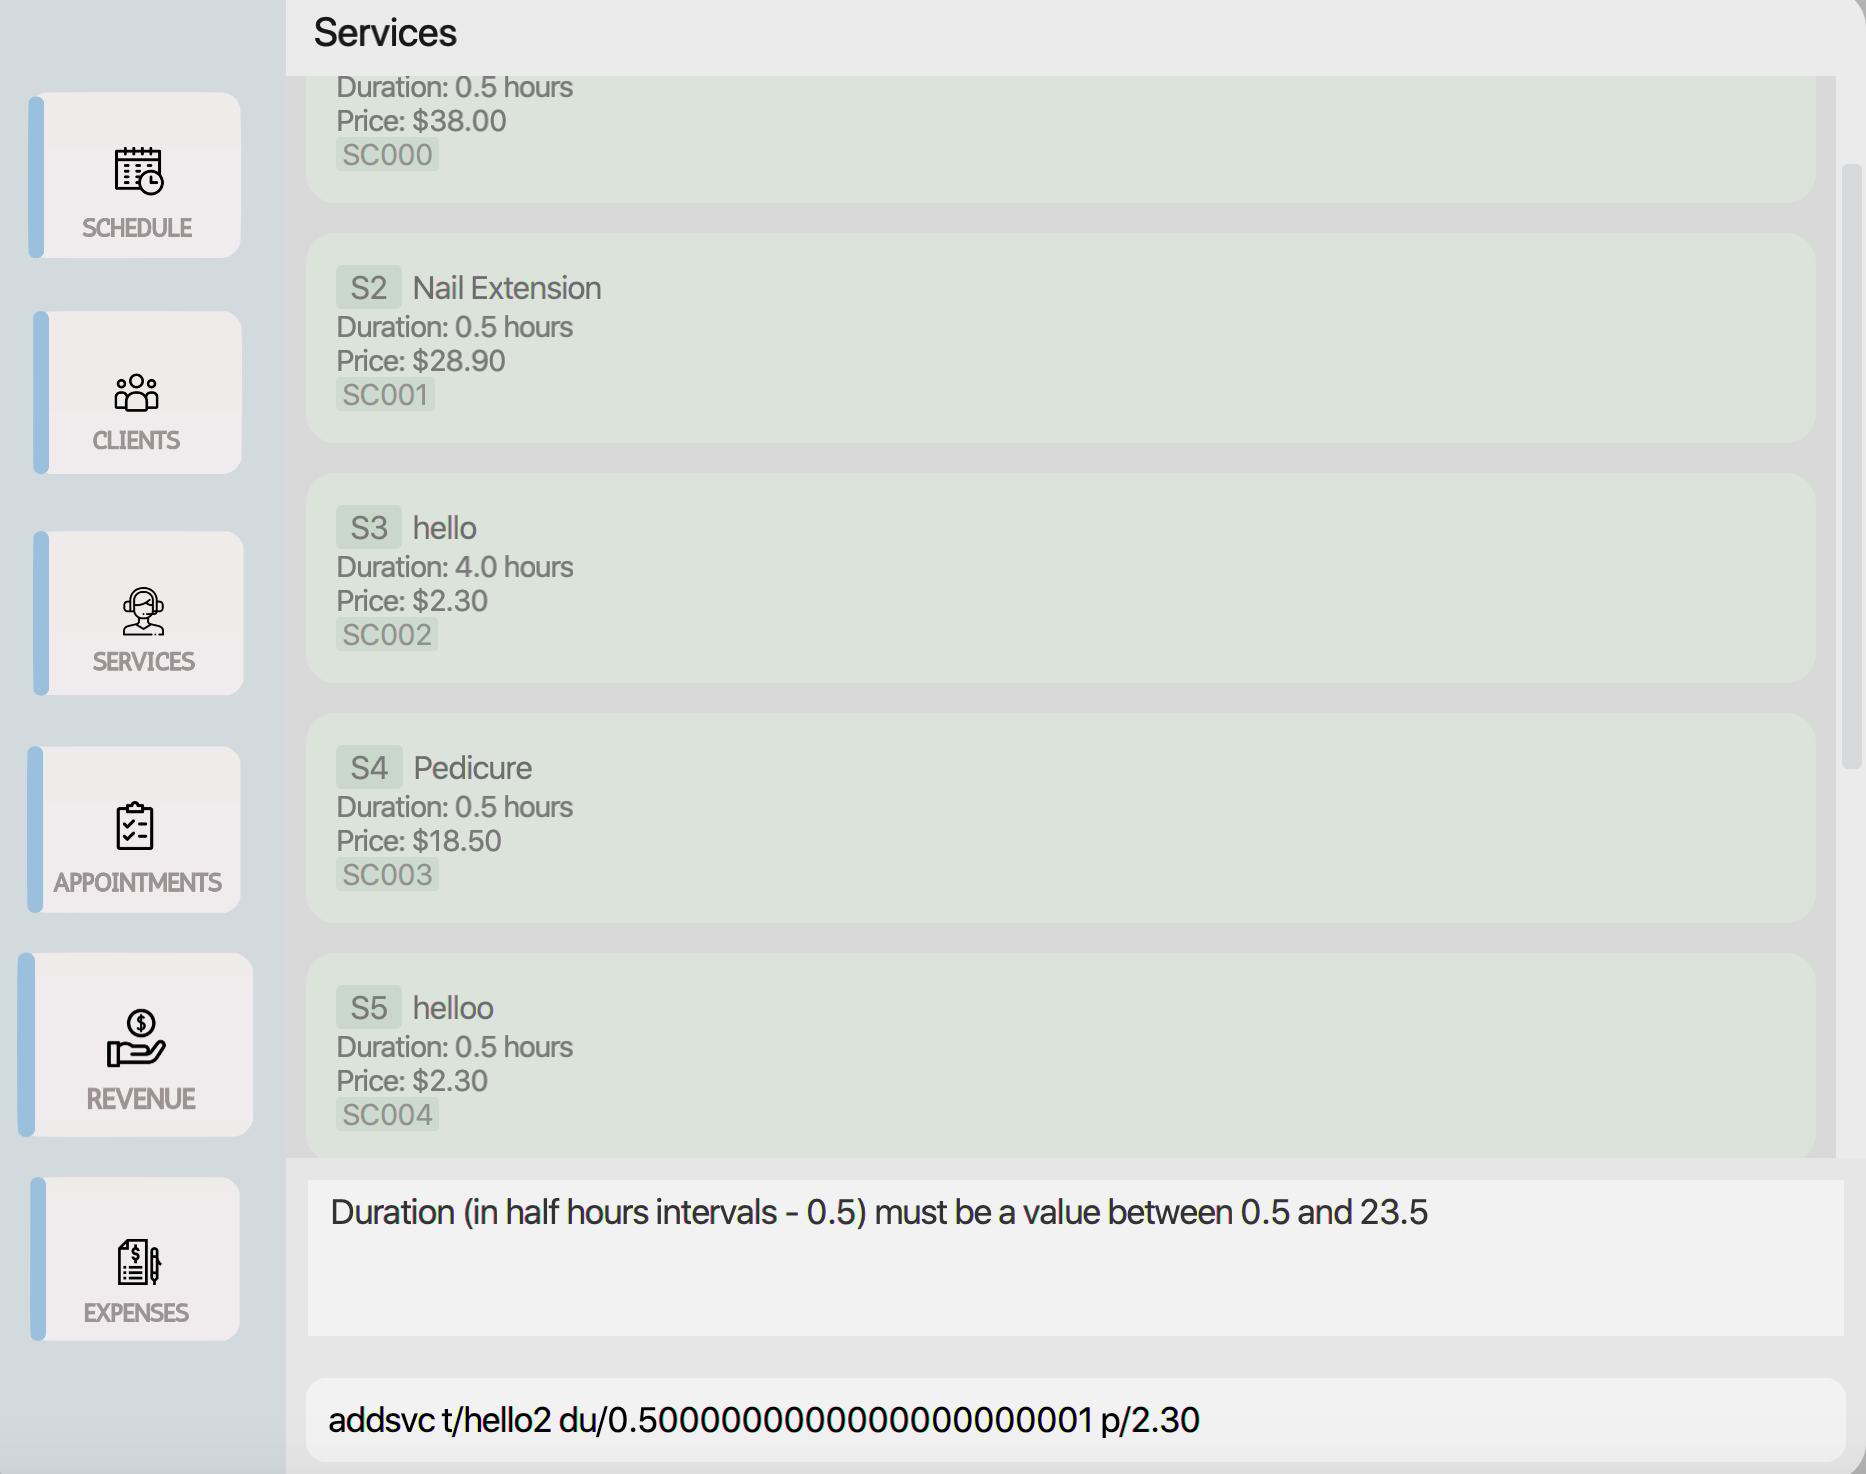 Services
SCHEDULE
CLIENTS
SERVICES
APPOINTMENTS
REVENUE
EXPENSES
Duration: 0.5 hours
Price: $38.00
SC000
S2 Nail Extension
Duration: 0.5 hours
Price: $28.90
SC001
S3 hello
Duration: 4.0 hours
Price: $2.30
SC002
S4 Pedicure
Duration: 0.5 hours
Price: $18.50
SC003
S5 helloo
Duration: 0.5 hours
Price: $2.30
SC004
Duration (in half hours intervals - 0.5) must be a value between 0.5 and 23.5
addsvc t/hello2 du/0.5000000000000000000000001 p/2.30